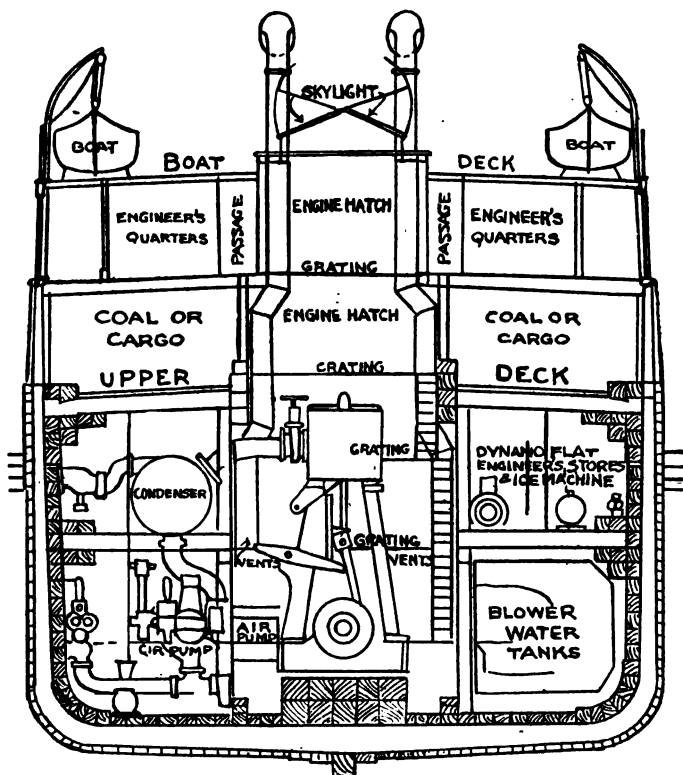 SKYLIGHT
BOAT
BOAT
BOAT DECK
ENGINEER'S
QUARTERS
PASSAGE
ENGINE HATCH
PASSAGE
ENGINEER'S
QUARTERS
GRATING
COAL OR
CARGO
ENGINE HATCH
COAL OR
CARGO
CRATING
UPPER DECK
GRATING
DYNAMO FLAT
ENGINEERS, STORES
& ICE MACHINE
CONDENSER
GRATING
VENTS
VENTS
AIR
PUMP
CIR PUMP
BLOWER
WATER
TANKS